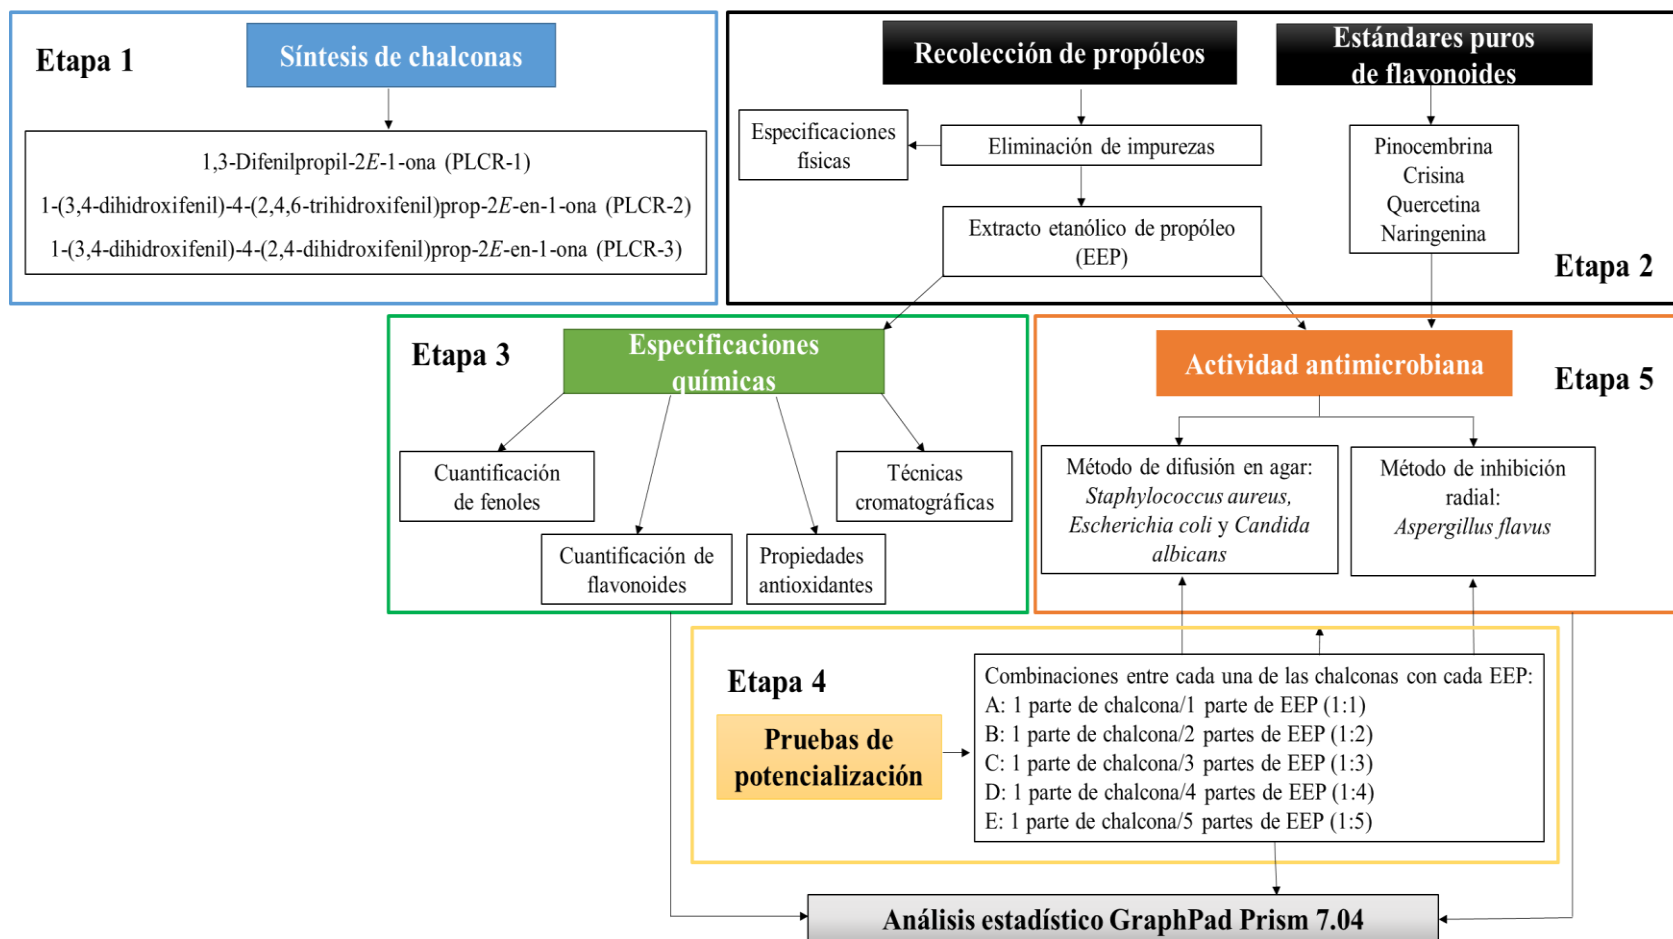 Etapa 1
Síntesis de chalconas
1,3-Difenilpropil-2E-1-ona (PLCR-1)
1-(3,4-dihidroxifenil)-4-(2,4,6-trihidroxifenil)prop-2E-en-1-ona (PLCR-2)
1-(3,4-dihidroxifenil)-4-(2,4-dihidroxifenil)prop-2E-en-1-ona (PLCR-3)
Recolección de propóleos
Estándares puros
de flavonoides
Especificaciones
físicas
Eliminación de impurezas
Extracto etanólico de propóleo
(EEP)
Pinocembrina
Crisina
Quercetina
Naringenina
Etapa 2
Etapa 3
Especificaciones
químicas
Cuantificación
de fenoles
Cuantificación de
flavonoides
Propiedades
antioxidantes
Técnicas
cromatográficas
Actividad antimicrobiana
Etapa 5
Método de difusión en agar:
Staphylococcus aureus,
Escherichia coli y Candida
albicans
Método de inhibición
radial:
Aspergillus flavus
Etapa 4
Pruebas de
potencialización
Combinaciones entre cada una de las chalconas con cada EEP:
A: 1 parte de chalcona/1 parte de EEP (1:1)
B: 1 parte de chalcona/2 partes de EEP (1:2)
C: 1 parte de chalcona/3 partes de EEP (1:3)
D: 1 parte de chalcona/4 partes de EEP (1:4)
E: 1 parte de chalcona/5 partes de EEP (1:5)
Análisis estadístico GraphPad Prism 7.04